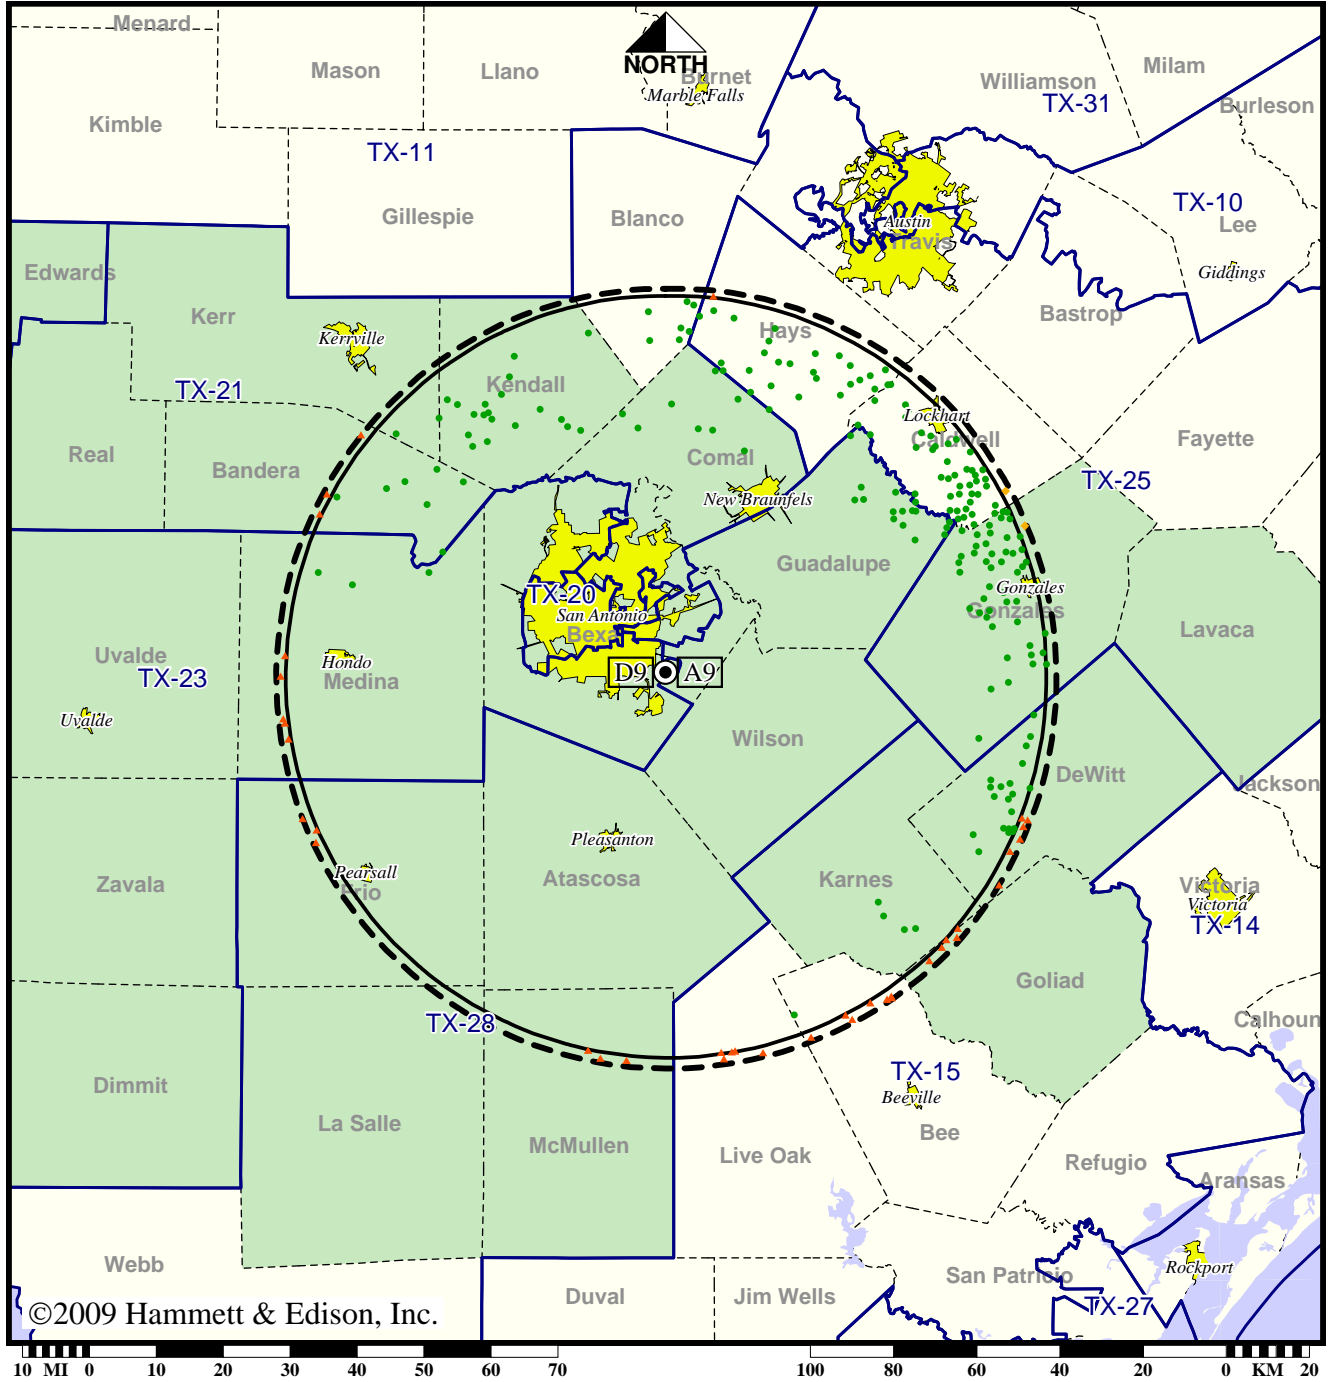 Menard
Mason
Llano
NORTH
Burnet
Marble Falls
Williamson
TX-31
Milam
Burleson
Kimble
TX-11
Gillespie
Blanco
Austin
Travis
TX-10
Lee
Giddings
Edwards
Kerr
Kerrville
Hays
Bastrop
TX-21
Kendall
Lockhart
Caldwell
Fayette
Real
Bandera
Comal
New Braunfels
TX-25
Guadalupe
TX-20
San Antonio
Bexa
Gonzales
Gonzales
Lavaca
Uvalde
TX-23
Hondo
Medina
D9
A9
Uvalde
Wilson
DeWitt
Jackson
Pleasanton
Zavala
Pearsall
Frio
Atascosa
Karnes
Victoria
Victoria
TX-14
Goliad
TX-28
Calhoun
Dimmit
La Salle
McMullen
TX-15
Beeville
Bee
Live Oak
Refugio
Aransas
Webb
Duval
Jim Wells
San Patricio
Rockport
TX-27
©2009 Hammett & Edison, Inc.
10 MI 0 10 20 30 40 50 60 70
100 80 60 40 20 0 KM 20